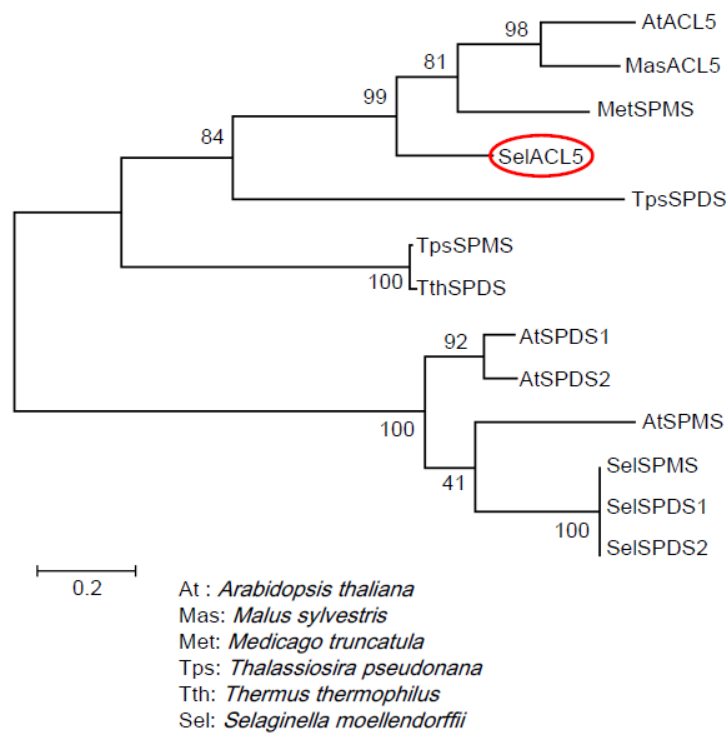 98
AtACL5
81
MasACL5
99
MetSPMS
84
SelACL5
TpsSPDS
TpsSPMS
100
TthSPDS
92
AtSPDS1
AtSPDS2
100
AtSPMS
41
SelSPMS
SelSPDS1
100
SelSPDS2
0.2
At : Arabidopsis thaliana
Mas: Malus sylvestris
Met: Medicago truncatula
Tps: Thalassiosira pseudonana
Tth: Thermus thermophilus
Sel: Selaginella moellendorffii